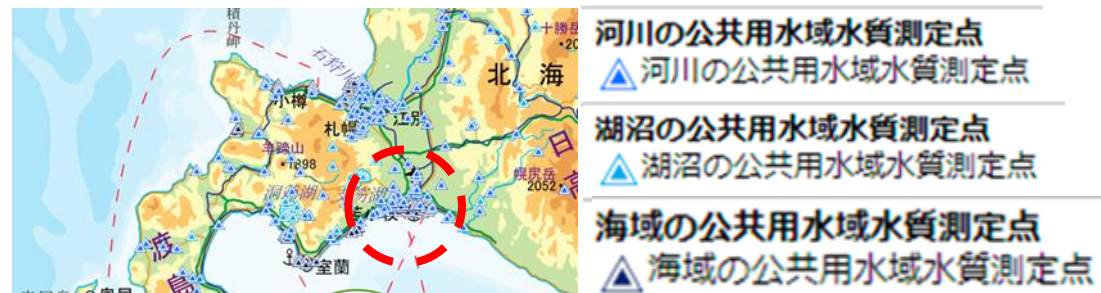 積丹
岬
石狩川
小樽
札幌
江別
北 海
十勝岳
日
高
羊蹄山
1898
洞爺湖
支笏湖
幌尻岳
2052
室蘭
渡
島
河川の公共用水域水質測定点
河川の公共用水域水質測定点
湖沼の公共用水域水質測定点
湖沼の公共用水域水質測定点
海域の公共用水域水質測定点
海域の公共用水域水質測定点